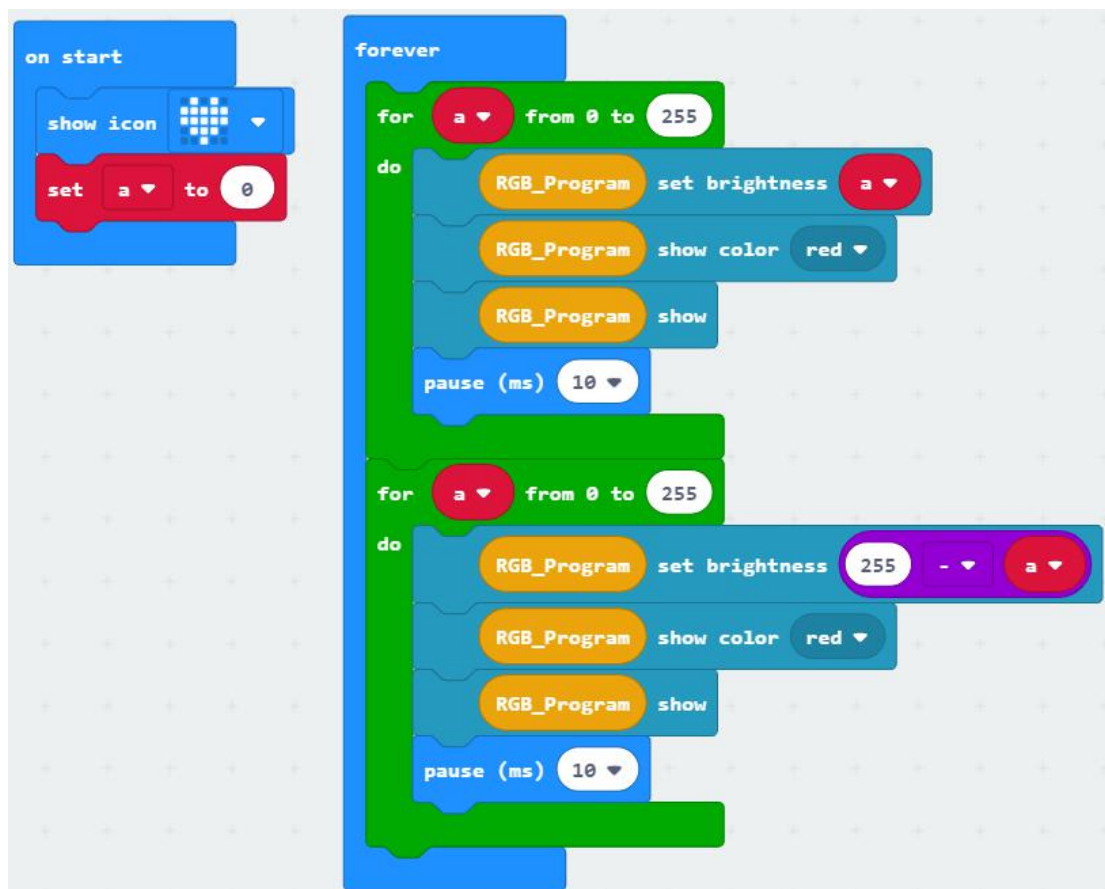 on start
show icon
set a to 0
forever
for a from 0 to 255
do
RGB_Program set brightness a
RGB_Program show color red
RGB_Program show
pause (ms) 10
for a from 0 to 255
do
RGB_Program set brightness 255 - a
RGB_Program show color red
RGB_Program show
pause (ms) 10